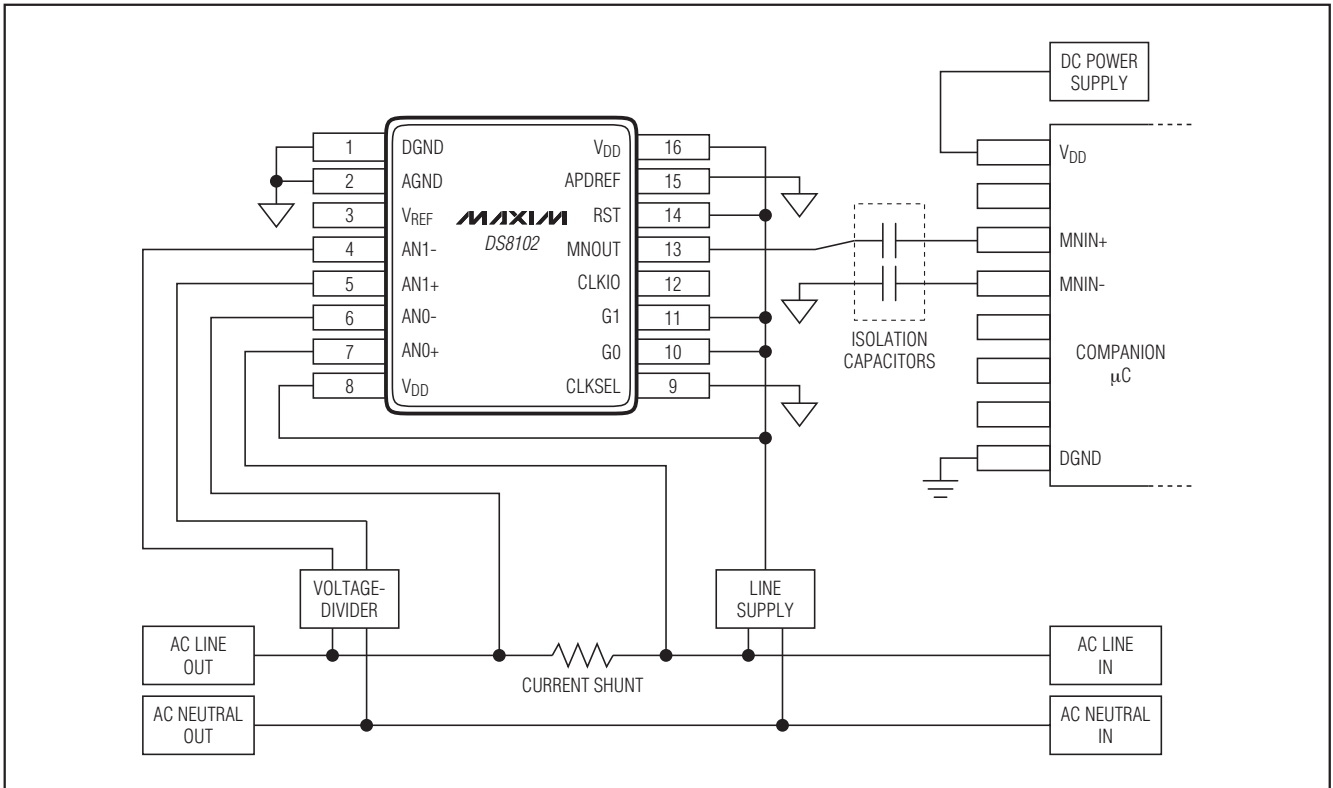 DC POWER
SUPPLY
1 DGND VDD 16
2 AGND APDREF 15
3 VREF RST 14
MAXIM
DS8102
4 AN1- MNOUT 13
5 AN1+ CLKIO 12
6 AN0- G1 11
7 AN0+ G0 10
8 VDD CLKSEL 9
ISOLATION
CAPACITORS
VDD
MNIN+
MNIN-
COMPANION
μC
DGND
VOLTAGE-
DIVIDER
LINE
SUPPLY
AC LINE
OUT
CURRENT SHUNT
AC LINE
IN
AC NEUTRAL
OUT
AC NEUTRAL
IN